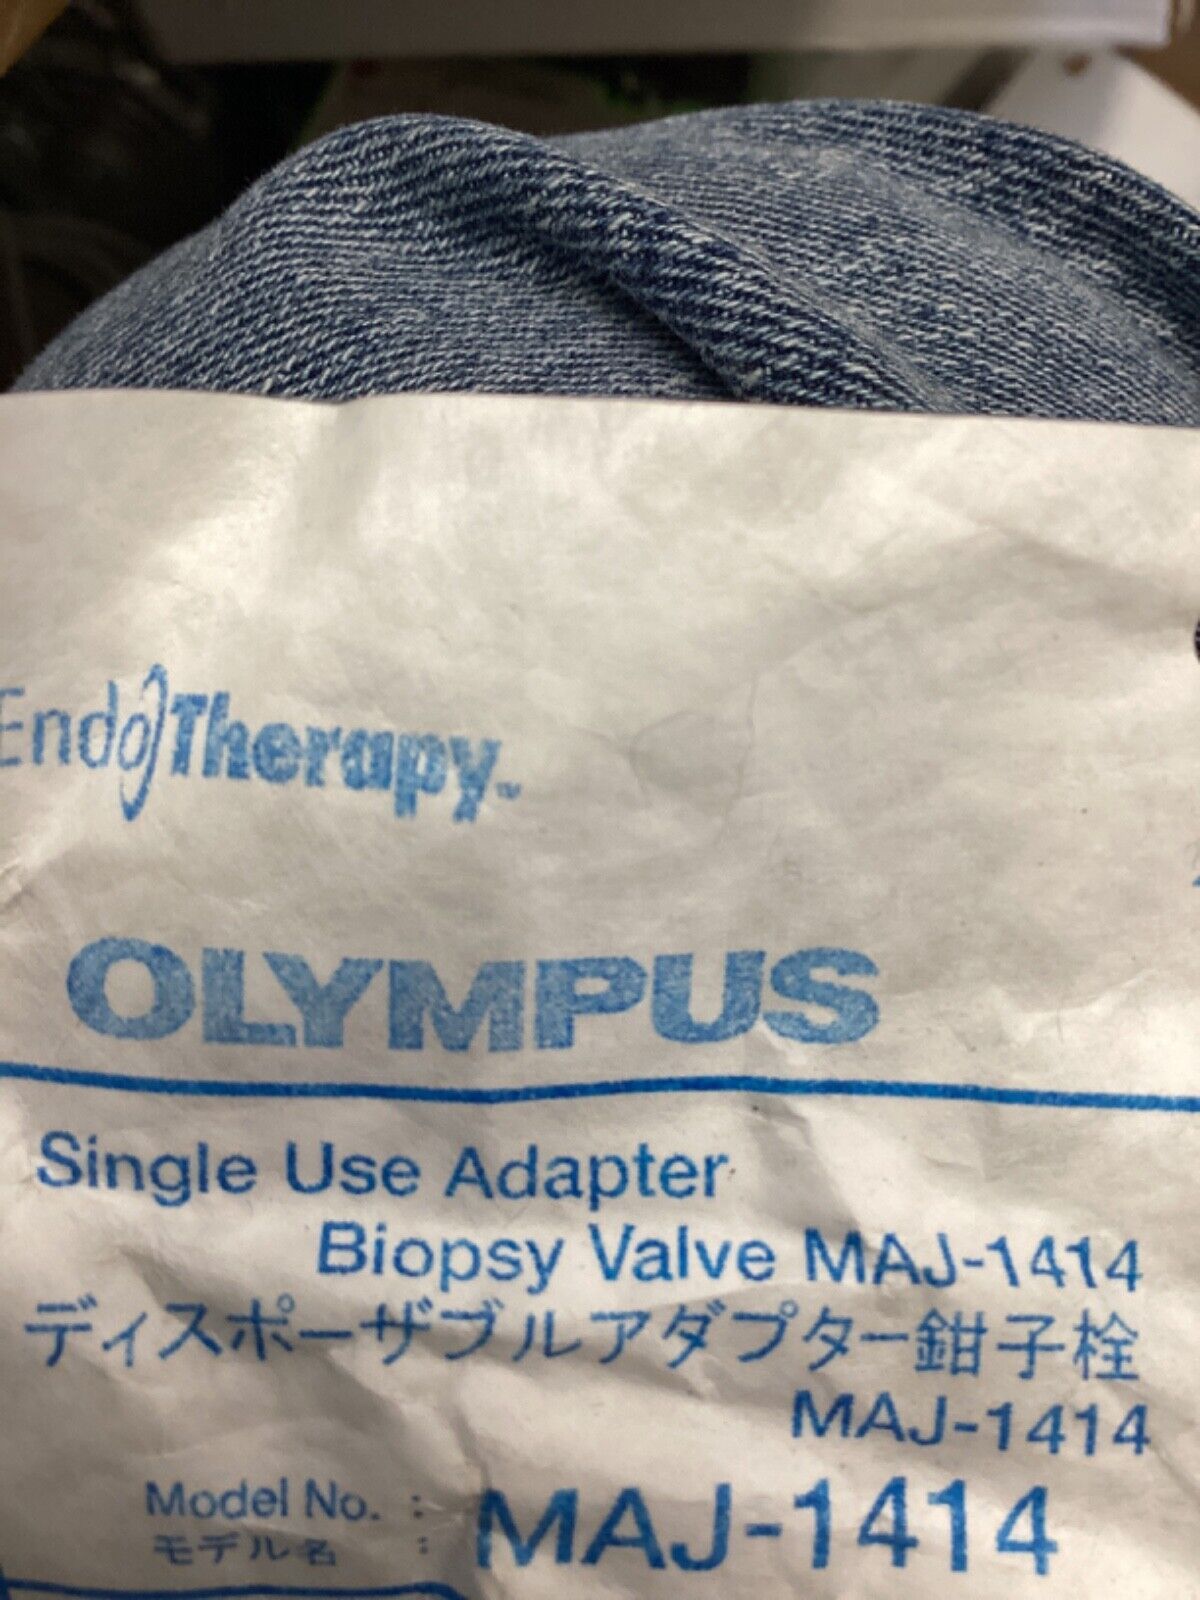 EndoTherapy™
OLYMPUS
Single Use Adapter
Biopsy Valve MAJ-1414
ディスポーザブルアダプター鉗子栓
MAJ-1414
Model No. : MAJ-1414
モデル名 :